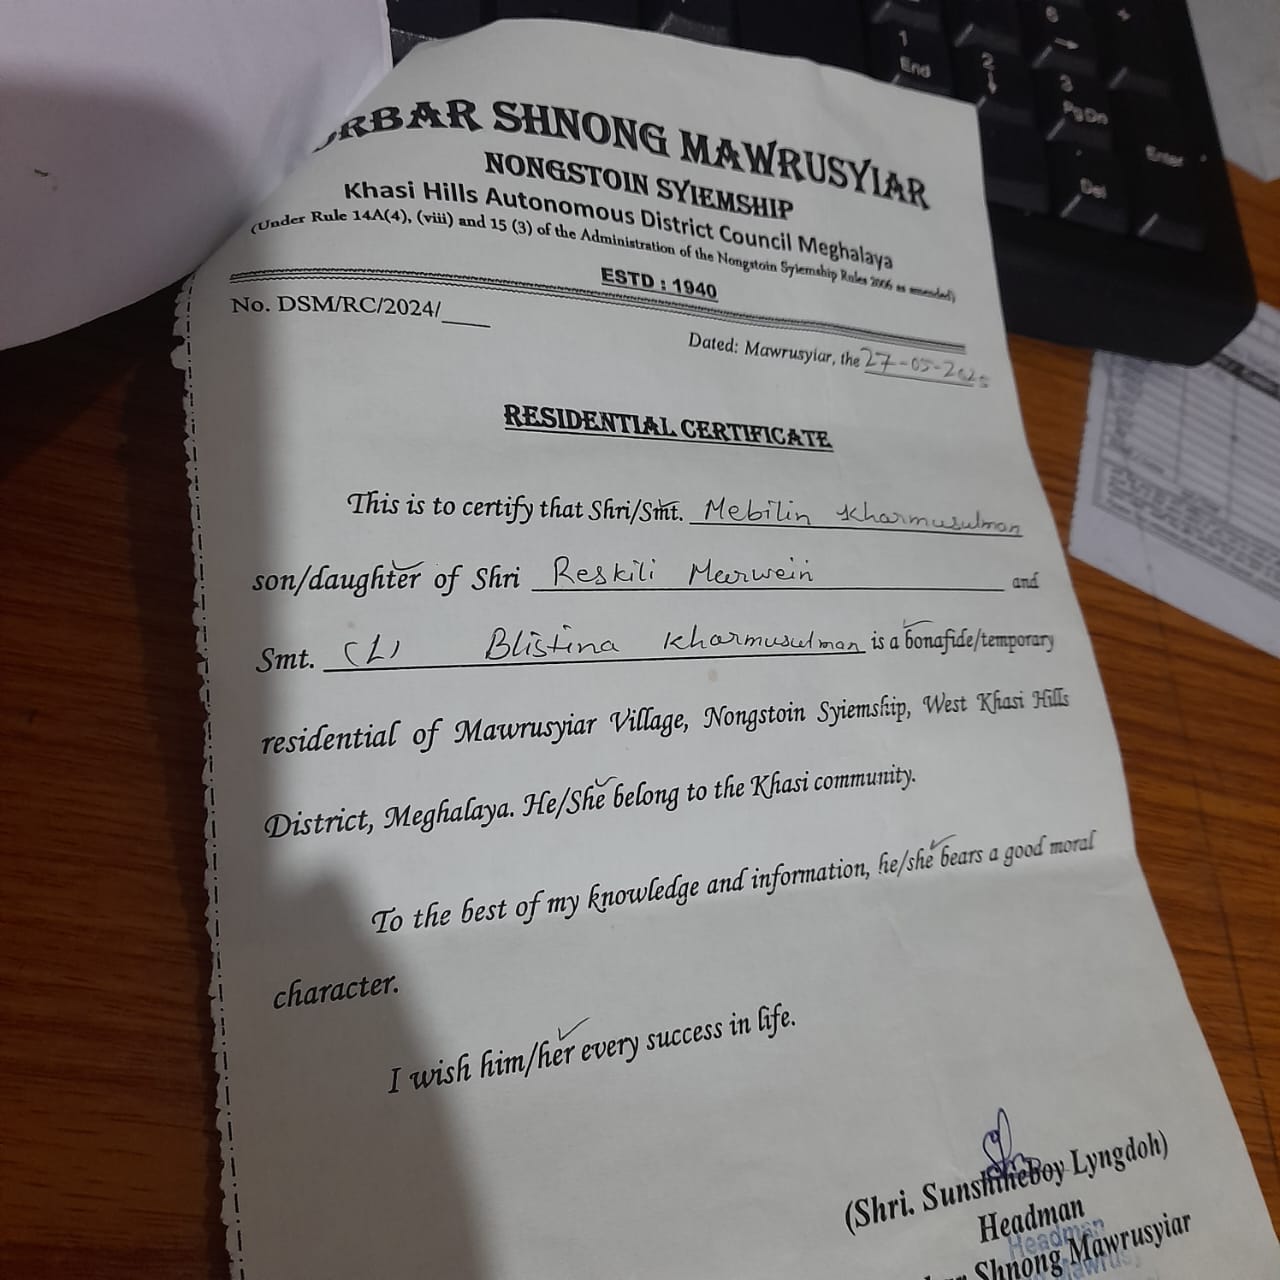 SHNONG MAWRUSYIAR
NONGSTOIN SYIEMSHIP
Khasi Hills Autonomous District Council Meghalaya
(Under Rule 14A(4), (viii) and 15 (3) of the Administration of the Nongstoin Syiemship Rules 2006 as amended)
ESTD : 1940
No. DSM/RC/2024/___
Dated: Mawrusyiar, the 27-05-2025
RESIDENTIAL CERTIFICATE
This is to certify that Shri/Smt. Mebilin Kharmusulman
son/daughter of Shri Reskili Meerwein and
Smt. (L) Blistina Kharmusulman is a bonafide/temporary
residential of Mawrusyiar Village, Nongstoin Syiemship, West Khasi Hills
District, Meghalaya. He/She belong to the Khasi community.
To the best of my knowledge and information, he/she bears a good moral
character.
I wish him/her every success in life.
(Shri. SunshineBoy Lyngdoh)
Headman
Headman
Shnong Mawrusyiar
1
End
2
3
PgDn
6
+
Enter
Del